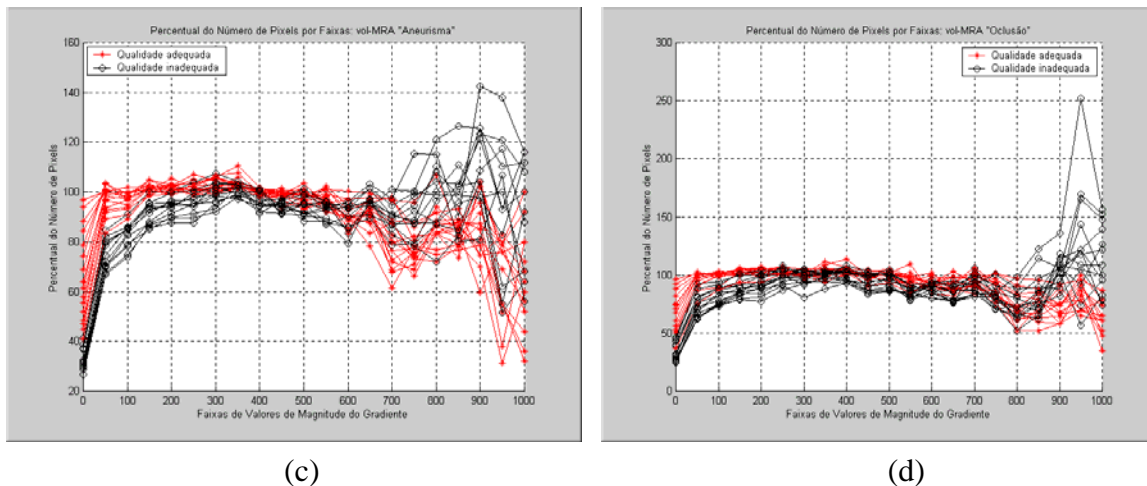 Percentual do Número de Pixels por Faixas: vol-MRA "Aneurisma"
160
140
120
100
80
60
40
20
Percentual do Número de Pixels
Qualidade adequada
Qualidade inadequada
0 100 200 300 400 500 600 700 800 900 1000
Faixas de Valores de Magnitude do Gradiente
(c)
Percentual do Número de Pixels por Faixas: vol-MRA "Oclusão"
300
250
200
150
100
50
0
Percentual do Número de Pixels
Qualidade adequada
Qualidade inadequada
0 100 200 300 400 500 600 700 800 900 1000
Faixas de Valores de Magnitude do Gradiente
(d)